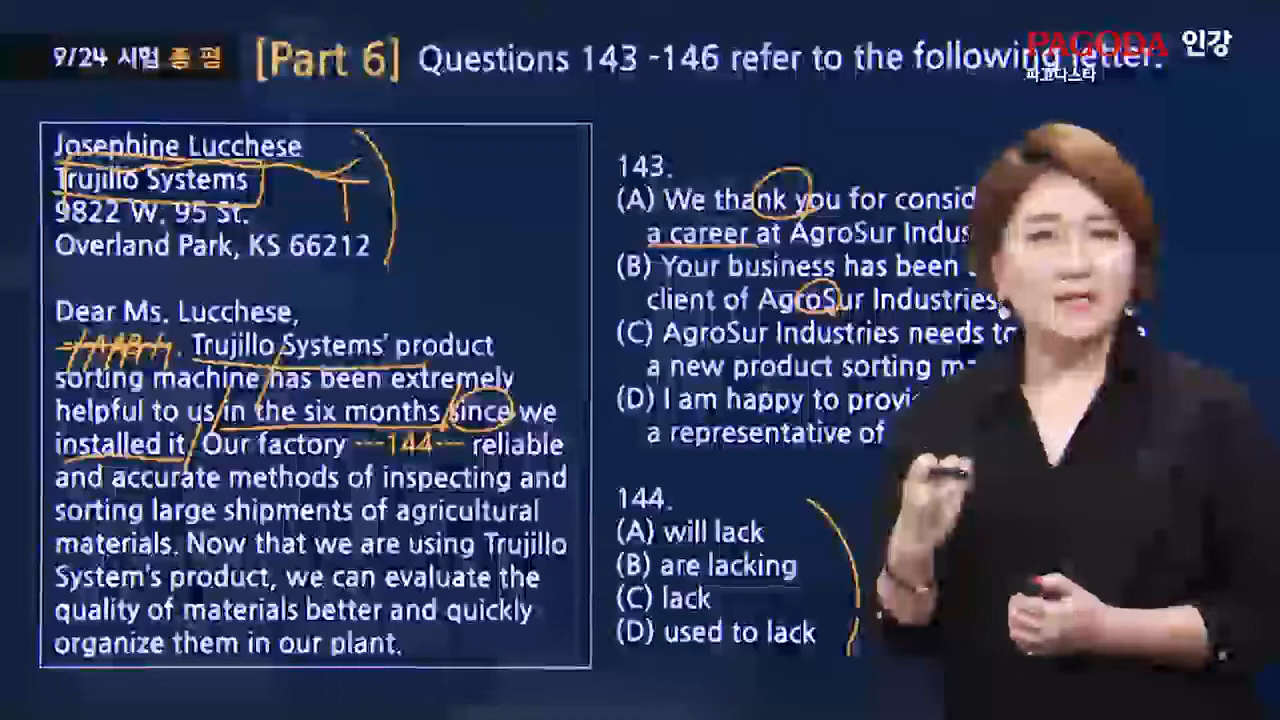 9/24 시험 총 평
[Part 6] Questions 143 -146 refer to the following letter.
PAGODA 인강
파고다스타
Josephine Lucchese
Trujillo Systems
9822 W. 95 St.
Overland Park, KS 66212
Dear Ms. Lucchese,
. Trujillo Systems' product
sorting machine has been extremely
helpful to us in the six months since we
installed it. Our factory ---144--- reliable
and accurate methods of inspecting and
sorting large shipments of agricultural
materials. Now that we are using Trujillo
System's product, we can evaluate the
quality of materials better and quickly
organize them in our plant.
143.
(A) We thank you for consid
a career at AgroSur Indus
(B) Your business has been
client of AgroSur Industries
(C) AgroSur Industries needs to
a new product sorting
(D) I am happy to provi
a representative of
144.
(A) will lack
(B) are lacking
(C) lack
(D) used to lack